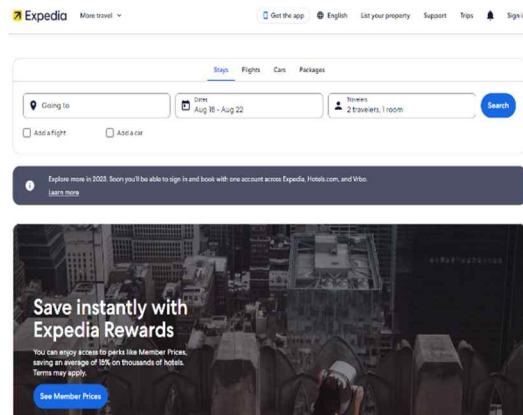 Expedia
More travel
Get the app
English
List your property
Support
Trips
Sign i
Stays
Flights
Cars
Packages
Going to
Dates
Aug 18 - Aug 22
Travelers
2 travelers, 1 room
Search
Add a flight
Add a car
Explore more in 2023. Soon you'll be able to sign in and book with one account across Expedia, Hotels.com, and Vrbo.
Learn more
Save instantly with
Expedia Rewards
You can enjoy access to perks like Member Prices,
saving an average of 15% on thousands of hotels.
Terms may apply.
See Member Prices